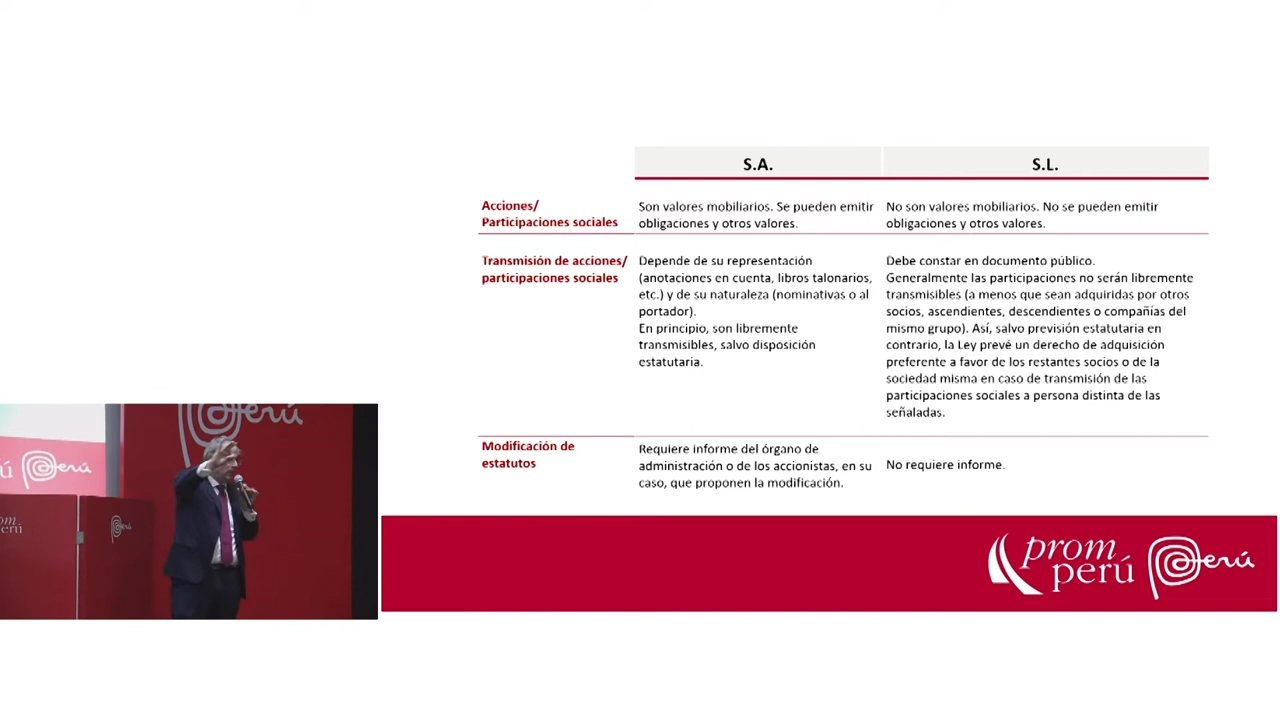 S.A.
S.L.
Acciones/
Participaciones sociales
Son valores mobiliarios. Se pueden emitir
obligaciones y otros valores.
No son valores mobiliarios. No se pueden emitir
obligaciones y otros valores.
Transmisión de acciones/
participaciones sociales
Depende de su representación
(anotaciones en cuenta, libros talonarios,
etc.) y de su naturaleza (nominativas o al
portador).
En principio, son libremente
transmisibles, salvo disposición
estatutaria.
Debe constar en documento público.
Generalmente las participaciones no serán libremente
transmisibles (a menos que sean adquiridas por otros
socios, ascendientes, descendientes o compañías del
mismo grupo). Así, salvo previsión estatutaria en
contrario, la Ley prevé un derecho de adquisición
preferente a favor de los restantes socios o de la
sociedad misma en caso de transmisión de las
participaciones sociales a persona distinta de las
señaladas.
Modificación de
estatutos
Requiere informe del órgano de
administración o de los accionistas, en su
caso, que proponen la modificación.
No requiere informe.
Perú
Perú
prom
perú
Perú